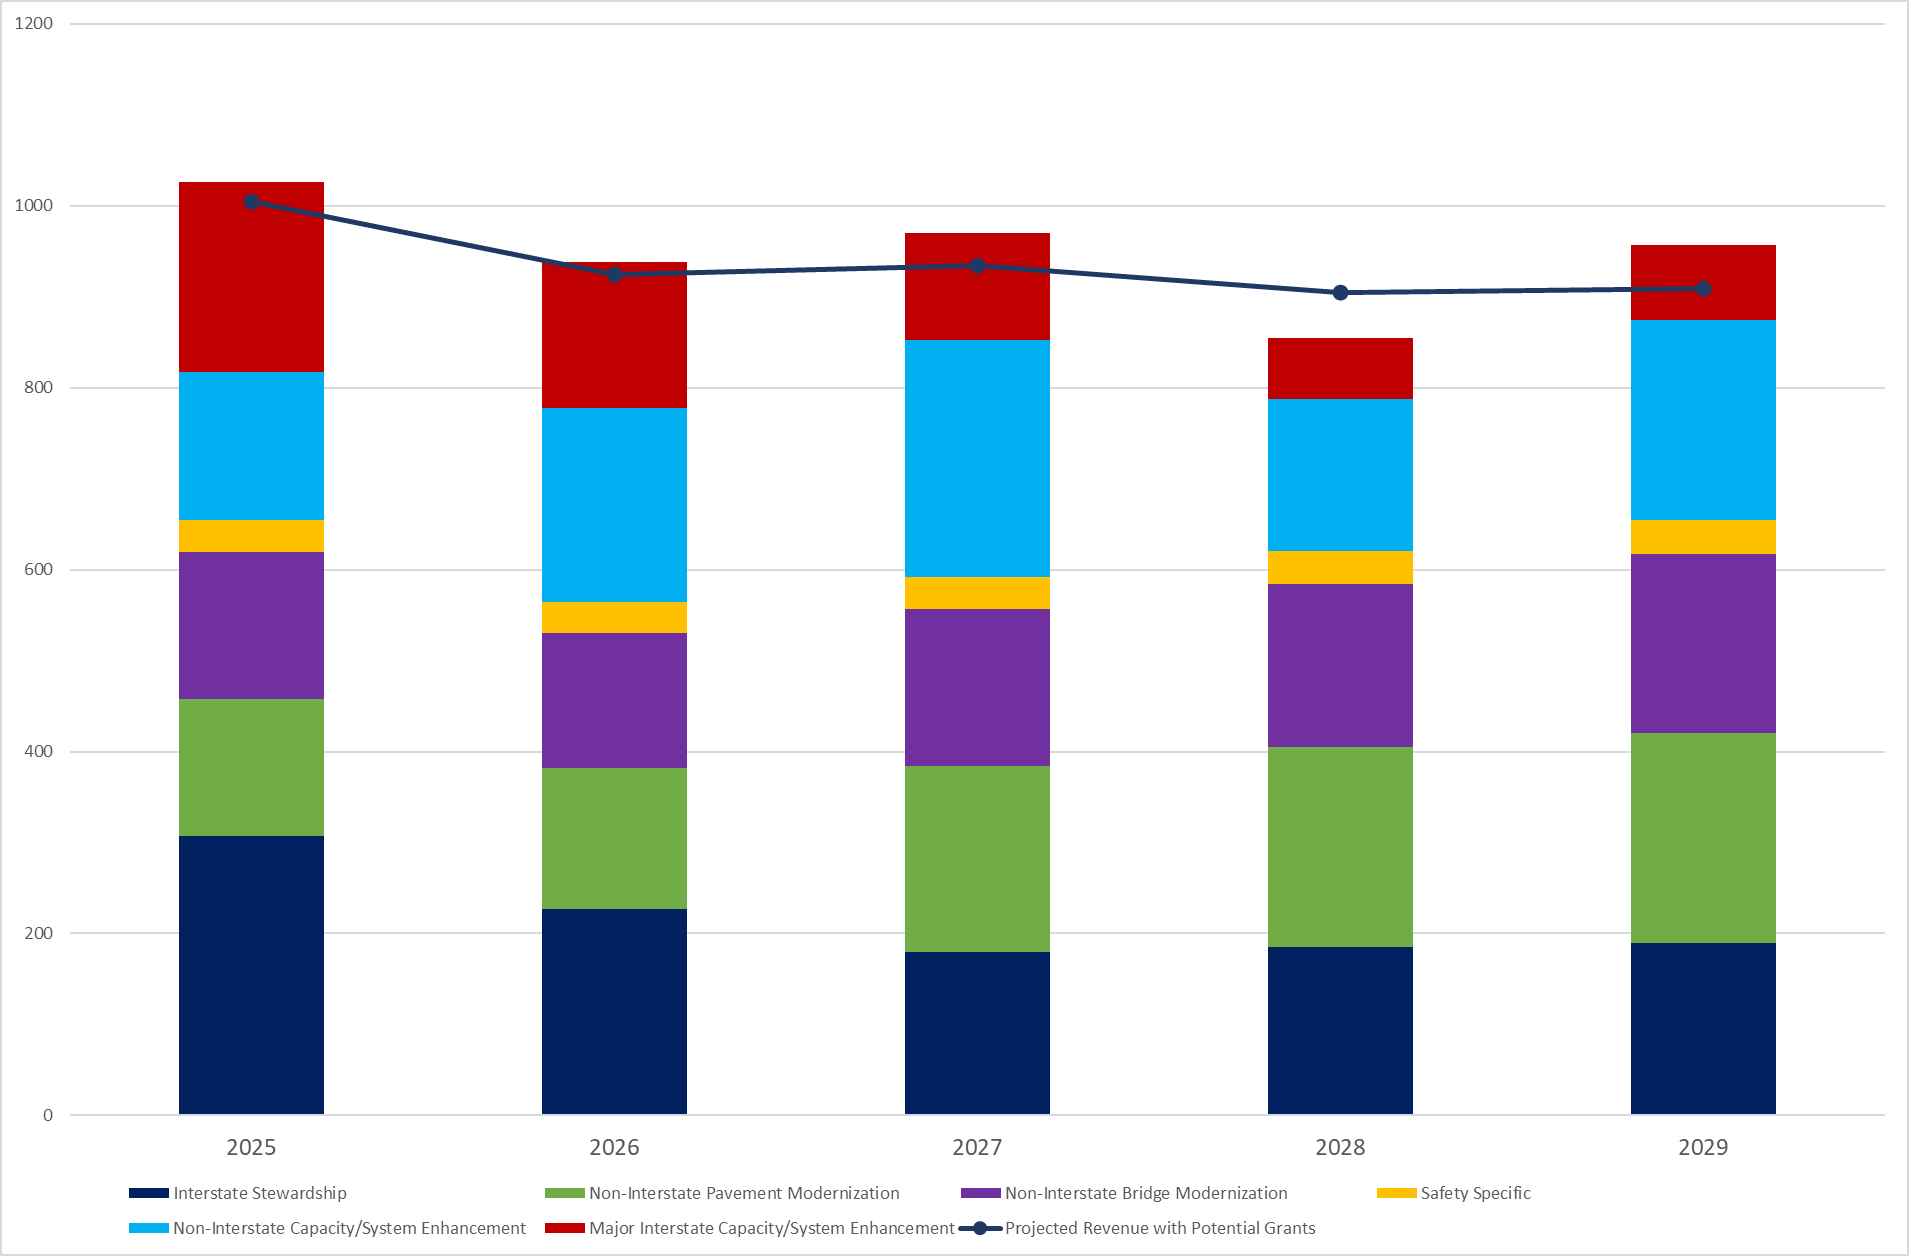 1200
1000
800
600
400
200
0
2025 2026 2027 2028 2029
Interstate Stewardship Non-Interstate Pavement Modernization Non-Interstate Bridge Modernization Safety Specific
Non-Interstate Capacity/System Enhancement Major Interstate Capacity/System Enhancement Projected Revenue with Potential Grants